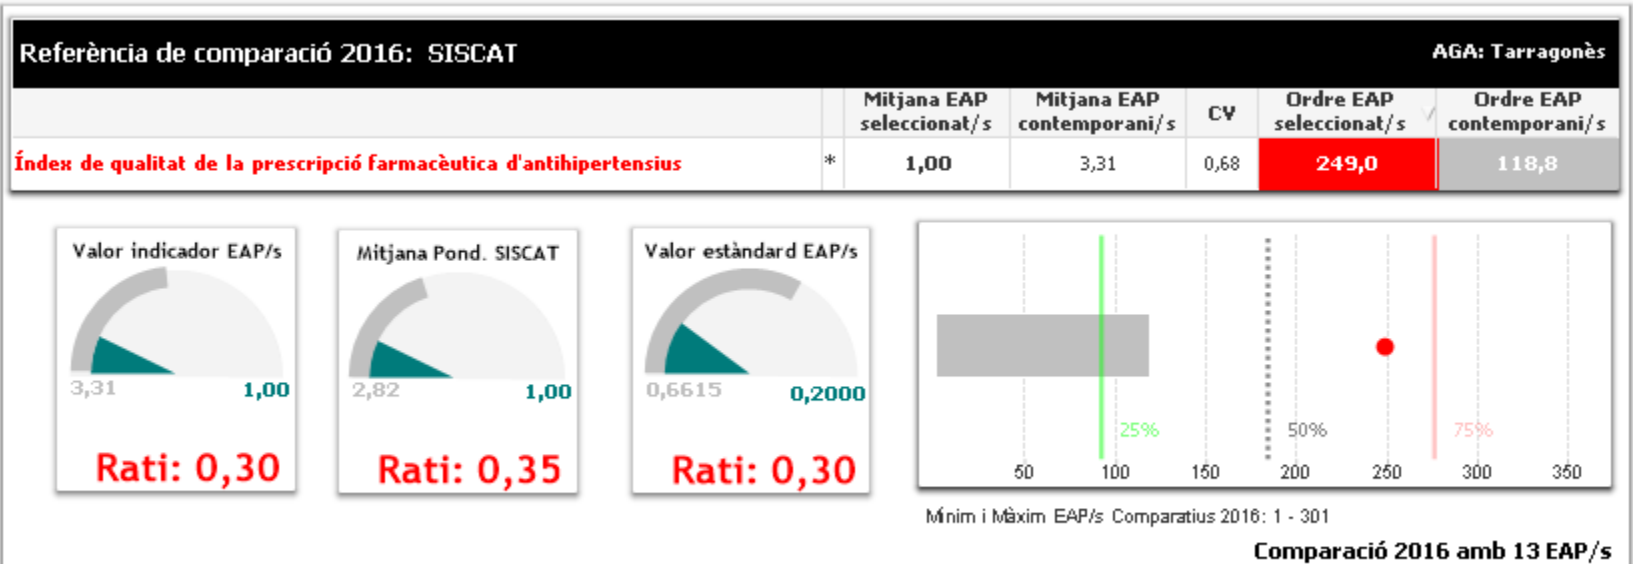 Referència de comparació 2016: SISCAT
AGA: Tarragonès
Mitjana EAP seleccionat/s
Mitjana EAP contemporani/s
CV
Ordre EAP seleccionat/s
Ordre EAP contemporani/s
Índex de qualitat de la prescripció farmacèutica d'antihipertensius * 1,00 3,31 0,68 249,0 118,8
Valor indicador EAP/s
3,31 1,00
Rati: 0,30
Mitjana Pond. SISCAT
2,82 1,00
Rati: 0,35
Valor estàndard EAP/s
0,6615 0,2000
Rati: 0,30
25% 50% 75%
50 100 150 200 250 300 350
Mínim i Màxim EAP/s Comparatius 2016: 1 - 301
Comparació 2016 amb 13 EAP/s